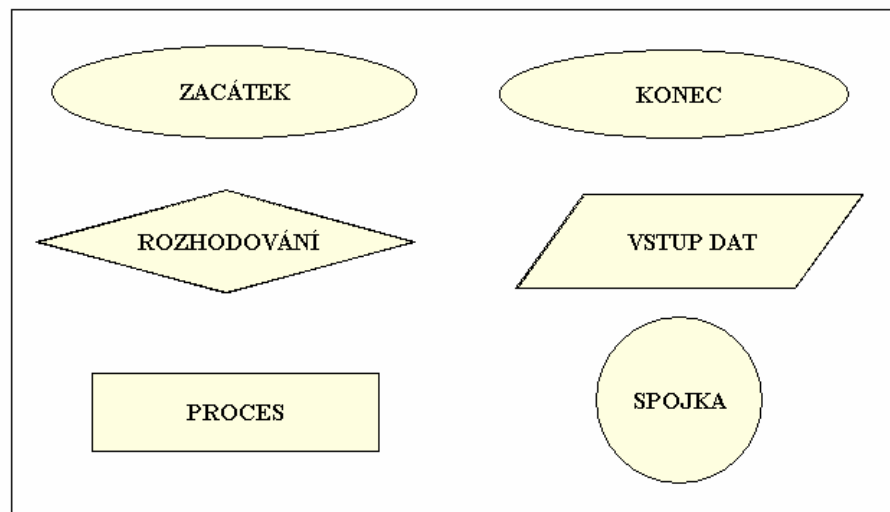 ZACÁTEK
KONEC
ROZHODOVÁNÍ
VSTUP DAT
PROCES
SPOJKA